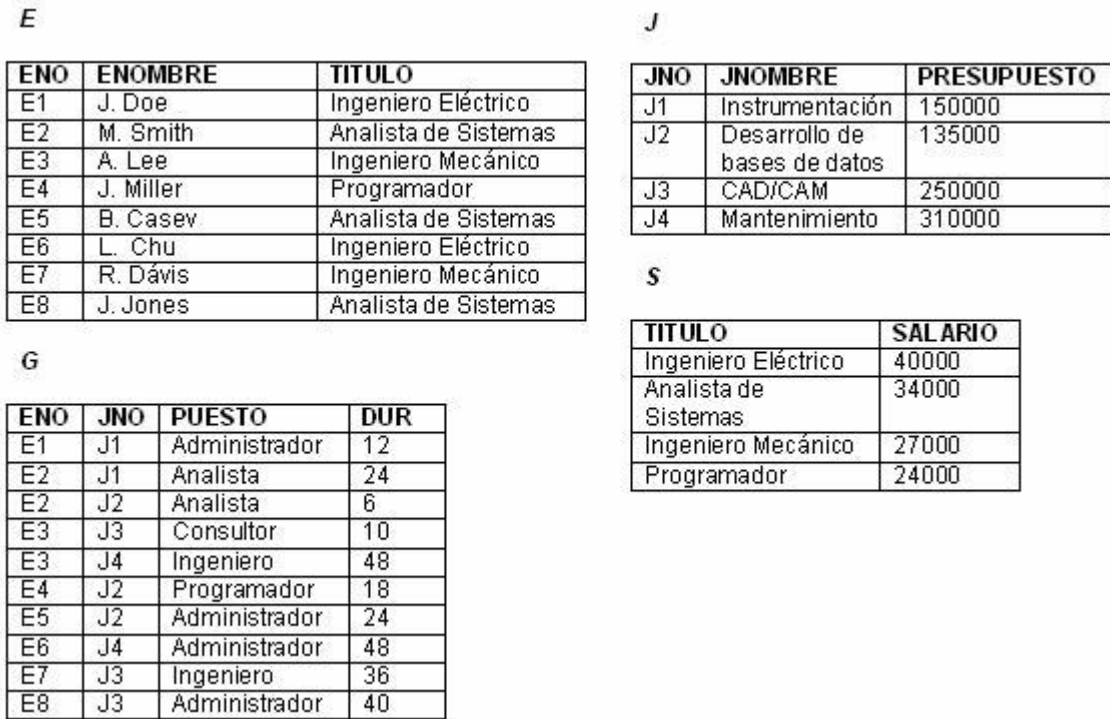 E
ENO ENOMBRE TITULO
E1 J. Doe Ingeniero Eléctrico
E2 M. Smith Analista de Sistemas
E3 A. Lee Ingeniero Mecánico
E4 J. Miller Programador
E5 B. Casev Analista de Sistemas
E6 L. Chu Ingeniero Eléctrico
E7 R. Dávis Ingeniero Mecánico
E8 J. Jones Analista de Sistemas
G
ENO JNO PUESTO DUR
E1 J1 Administrador 12
E2 J1 Analista 24
E2 J2 Analista 6
E3 J3 Consultor 10
E3 J4 Ingeniero 48
E4 J2 Programador 18
E5 J2 Administrador 24
E6 J4 Administrador 48
E7 J3 Ingeniero 36
E8 J3 Administrador 40
J
JNO JNOMBRE PRESUPUESTO
J1 Instrumentación 150000
J2 Desarrollo de 135000
bases de datos
J3 CAD/CAM 250000
J4 Mantenimiento 310000
S
TITULO SALARIO
Ingeniero Eléctrico 40000
Analista de 34000
Sistemas
Ingeniero Mecánico 27000
Programador 24000